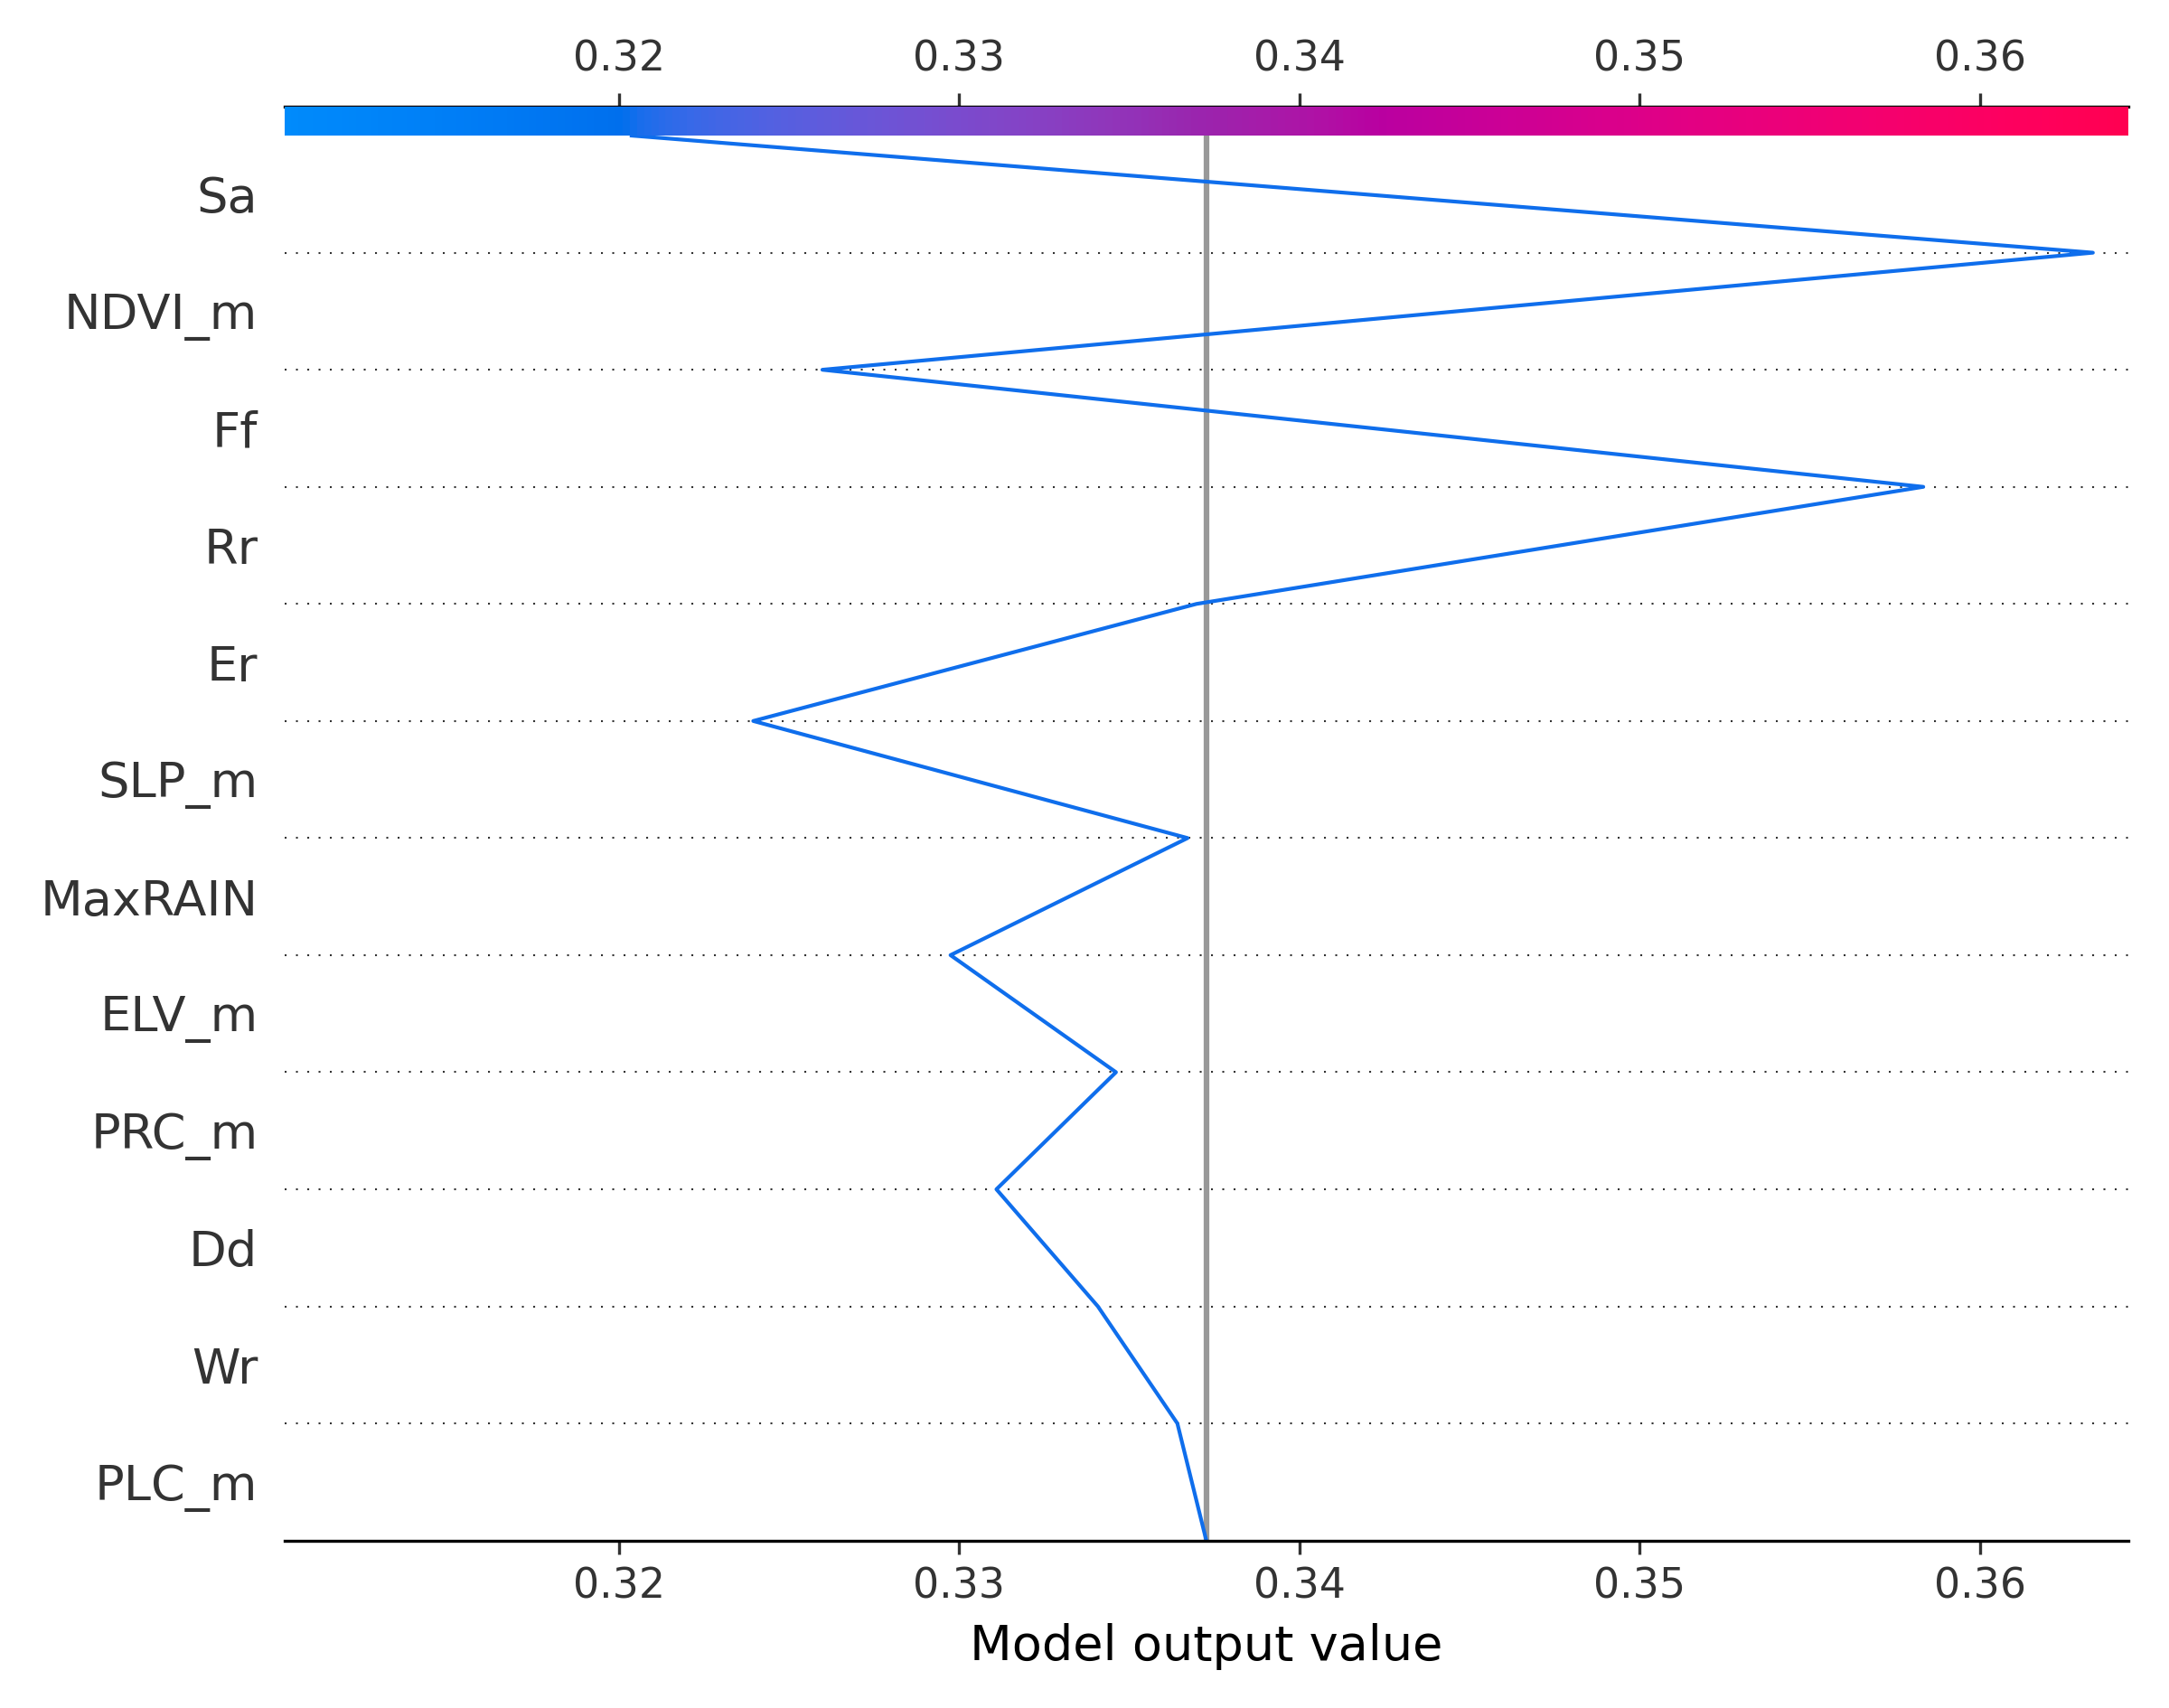 0.32 0.33 0.34 0.35 0.36
Sa
NDVI_m
Ff
Rr
Er
SLP_m
MaxRAIN
ELV_m
PRC_m
Dd
Wr
PLC_m
0.32 0.33 0.34 0.35 0.36
Model output value